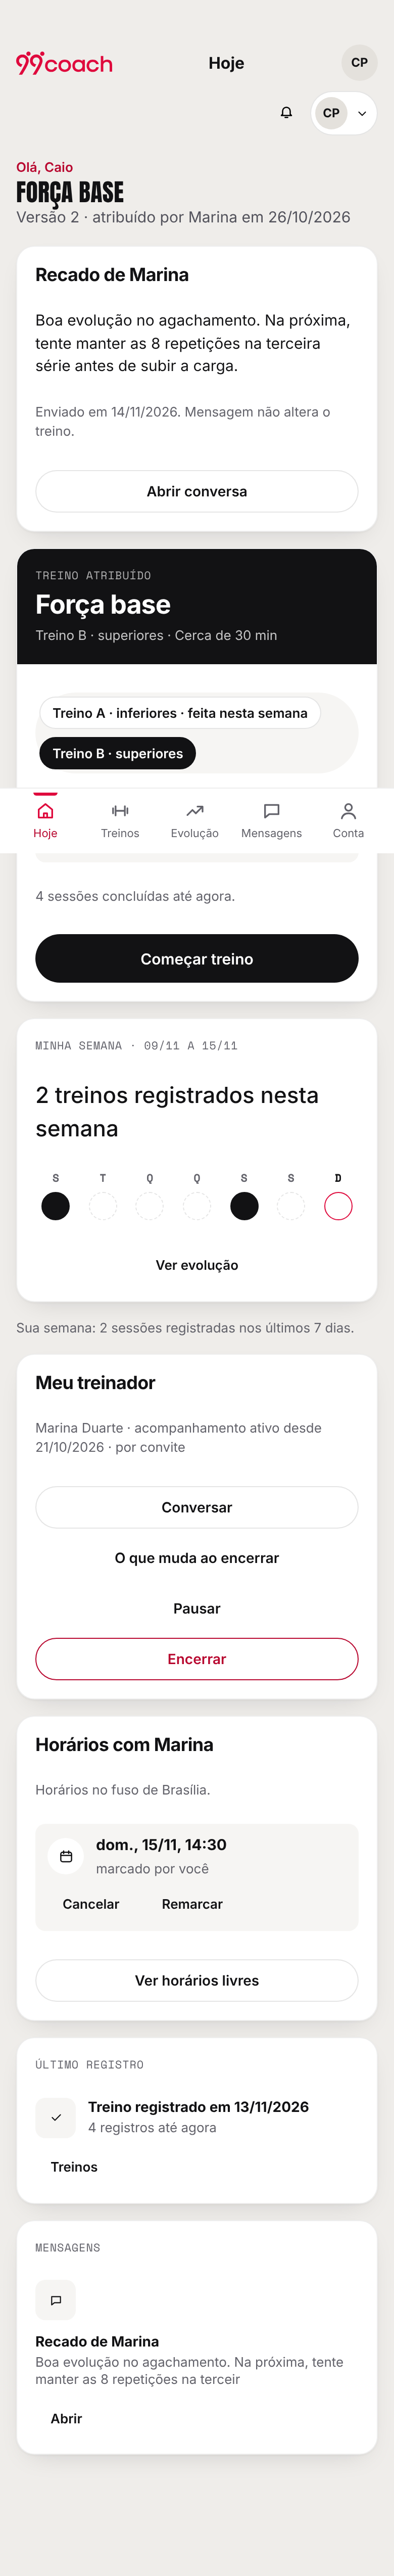 99coach
Hoje
CP
CP
Olá, Caio
FORÇA BASE
Versão 2 · atribuído por Marina em 26/10/2026
Recado de Marina
Boa evolução no agachamento. Na próxima,
tente manter as 8 repetições na terceira
série antes de subir a carga.
Enviado em 14/11/2026. Mensagem não altera o
treino.
Abrir conversa
TREINO ATRIBUÍDO
Força base
Treino B · superiores · Cerca de 30 min
Treino A · inferiores · feita nesta semana
Treino B · superiores
Hoje
Treinos
Evolução
Mensagens
Conta
4 sessões concluídas até agora.
Começar treino
MINHA SEMANA · 09/11 A 15/11
2 treinos registrados nesta
semana
S T Q Q S S D
Ver evolução
Sua semana: 2 sessões registradas nos últimos 7 dias.
Meu treinador
Marina Duarte · acompanhamento ativo desde
21/10/2026 · por convite
Conversar
O que muda ao encerrar
Pausar
Encerrar
Horários com Marina
Horários no fuso de Brasília.
dom., 15/11, 14:30
marcado por você
Cancelar Remarcar
Ver horários livres
ÚLTIMO REGISTRO
Treino registrado em 13/11/2026
4 registros até agora
Treinos
MENSAGENS
Recado de Marina
Boa evolução no agachamento. Na próxima, tente
manter as 8 repetições na terceir
Abrir